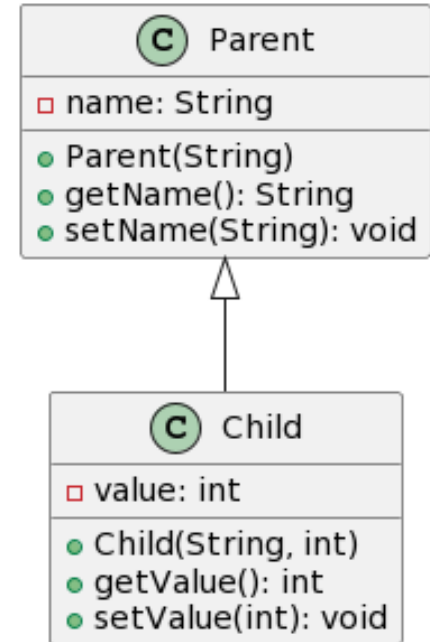 C Parent
name: String
Parent(String)
getName(): String
setName(String): void
C Child
value: int
Child(String, int)
getValue(): int
setValue(int): void